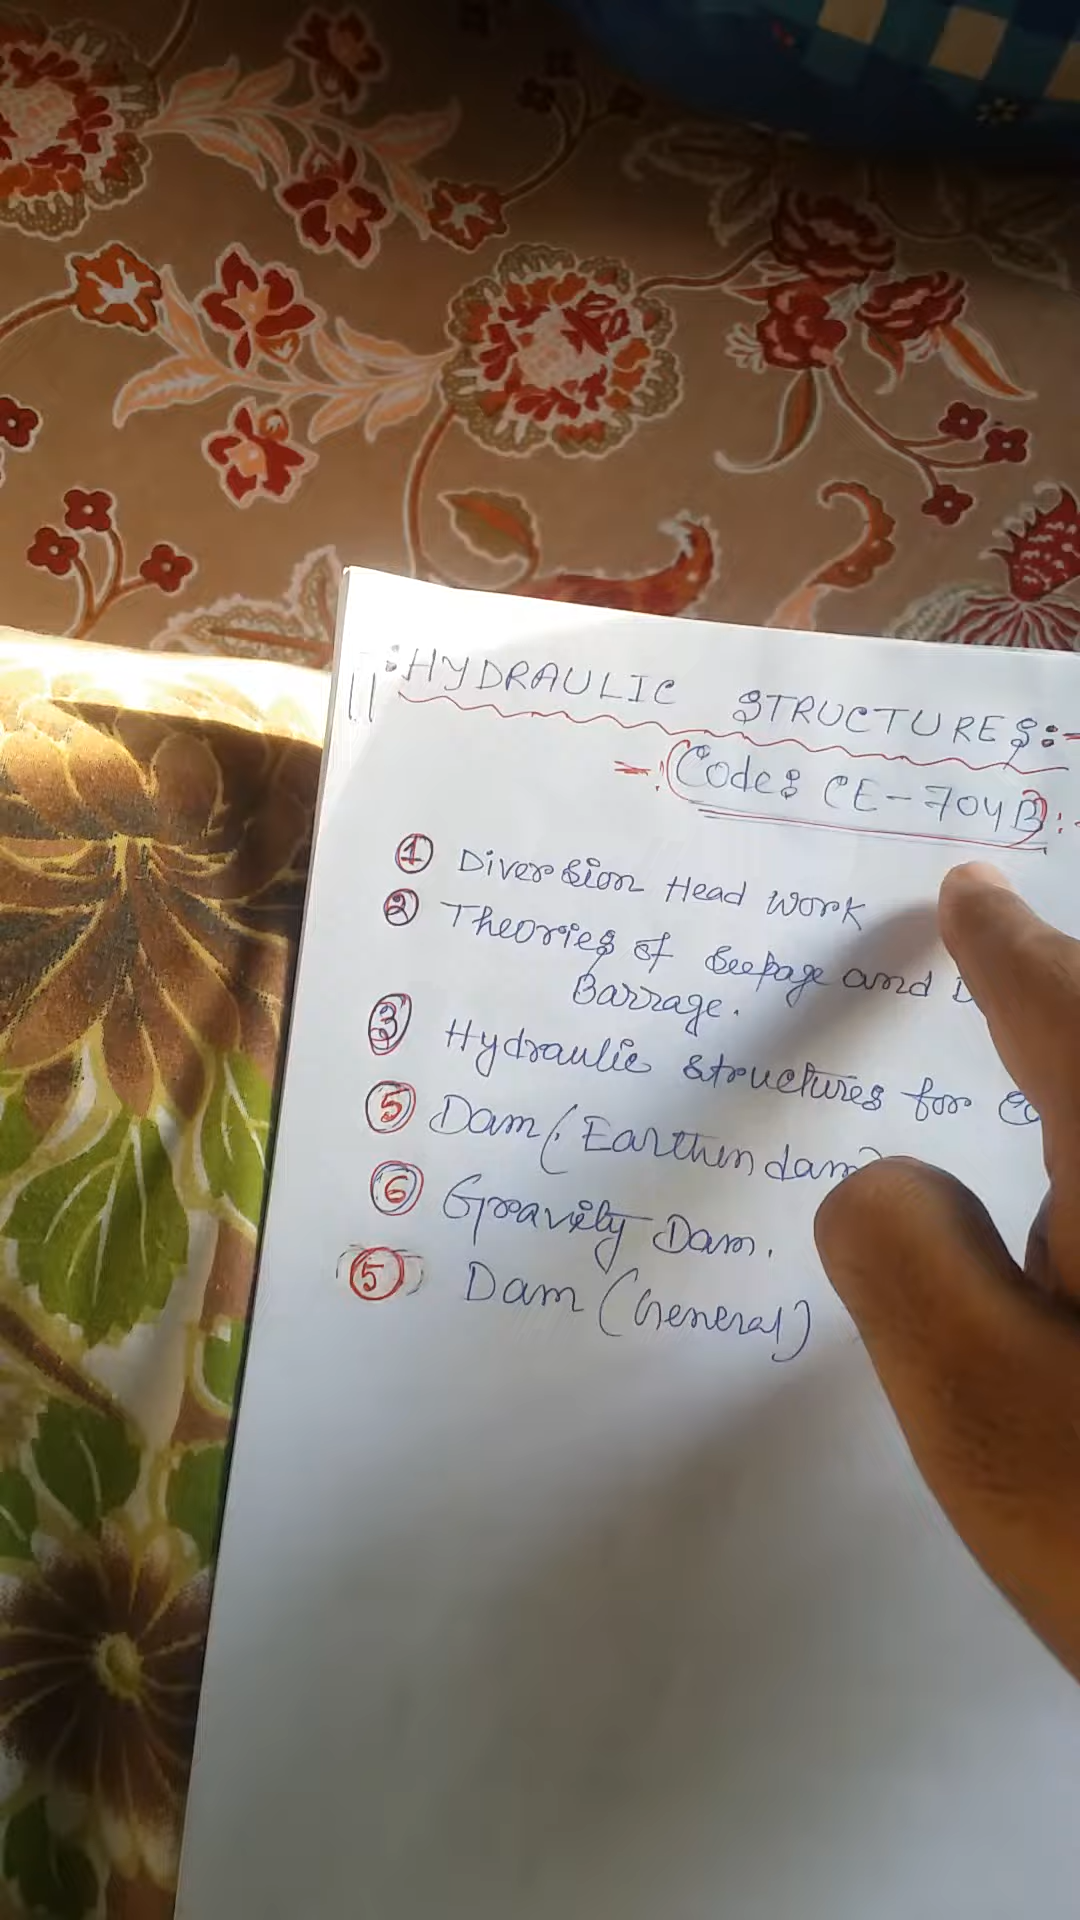 :HYDRAULIC STRUCTURES:-
-:(Code: CE-704B):-
① Diversion Head Work
② Theories of Seepage and
Barrage.
③ Hydraulic structures for
⑤ Dam (Earthen dam)
⑥ Gravity Dam.
⑤ Dam (General)